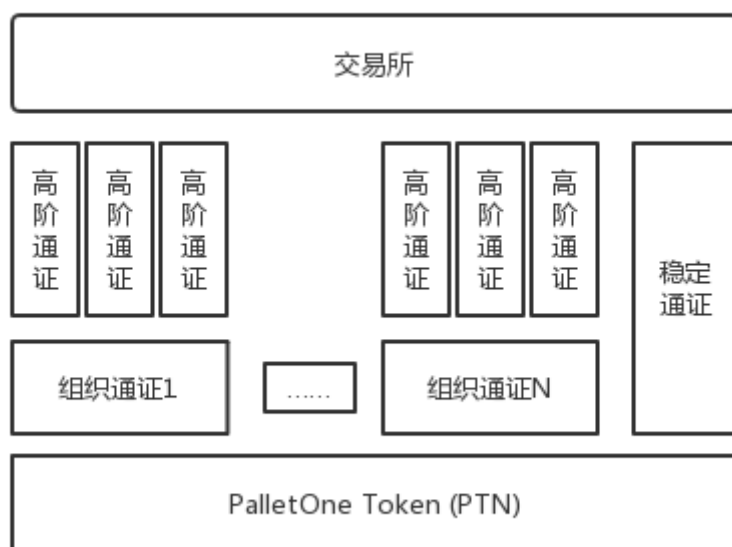 交易所
高阶通证
高阶通证
高阶通证
高阶通证
高阶通证
高阶通证
稳定
通证
组织通证1
……
组织通证N
PalletOne Token (PTN)